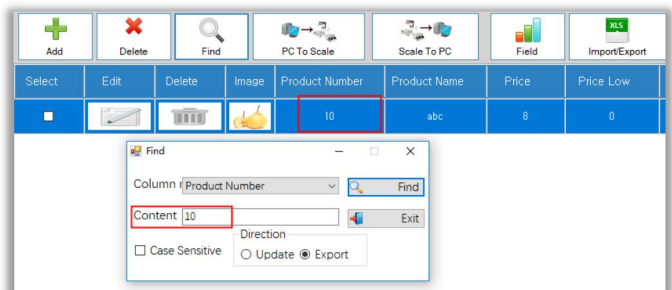 XLS
Add Delete Find PC To Scale Scale To PC Field Import/Export
Select Edit Delete Image Product Number Product Name Price Price Low
10 abc 8 0
Find
Column Product Number Find
Content 10 Exit
Direction
Case Sensitive Update Export